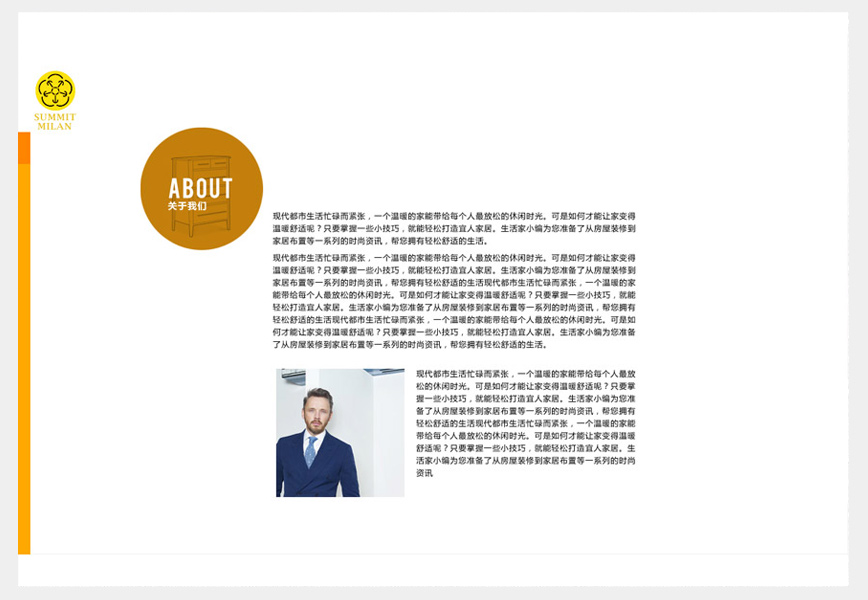 SUMMIT
MILAN
ABOUT
关于我们
现代都市生活忙碌而紧张，一个温暖的家能带给每个人最放松的休闲时光。可是如何才能让家变得
温暖舒适呢？只要掌握一些小技巧，就能轻松打造宜人家居。生活家小编为您准备了从房屋装修到
家居布置等一系列的时尚资讯，帮您拥有轻松舒适的生活。
现代都市生活忙碌而紧张，一个温暖的家能带给每个人最放松的休闲时光。可是如何才能让家变得
温暖舒适呢？只要掌握一些小技巧，就能轻松打造宜人家居。生活家小编为您准备了从房屋装修到
家居布置等一系列的时尚资讯，帮您拥有轻松舒适的生活现代都市生活忙碌而紧张，一个温暖的家
能带给每个人最放松的休闲时光。可是如何才能让家变得温暖舒适呢？只要掌握一些小技巧，就能
轻松打造宜人家居。生活家小编为您准备了从房屋装修到家居布置等一系列的时尚资讯，帮您拥有
轻松舒适的生活现代都市生活忙碌而紧张，一个温暖的家能带给每个人最放松的休闲时光。可是如
何才能让家变得温暖舒适呢？只要掌握一些小技巧，就能轻松打造宜人家居。生活家小编为您准备
了从房屋装修到家居布置等一系列的时尚资讯，帮您拥有轻松舒适的生活。
现代都市生活忙碌而紧张，一个温暖的家能带给每个人最放
松的休闲时光。可是如何才能让家变得温暖舒适呢？只要掌
握一些小技巧，就能轻松打造宜人家居。生活家小编为您准
备了从房屋装修到家居布置等一系列的时尚资讯，帮您拥有
轻松舒适的生活现代都市生活忙碌而紧张，一个温暖的家能
带给每个人最放松的休闲时光。可是如何才能让家变得温暖
舒适呢？只要掌握一些小技巧，就能轻松打造宜人家居。生
活家小编为您准备了从房屋装修到家居布置等一系列的时尚
资讯